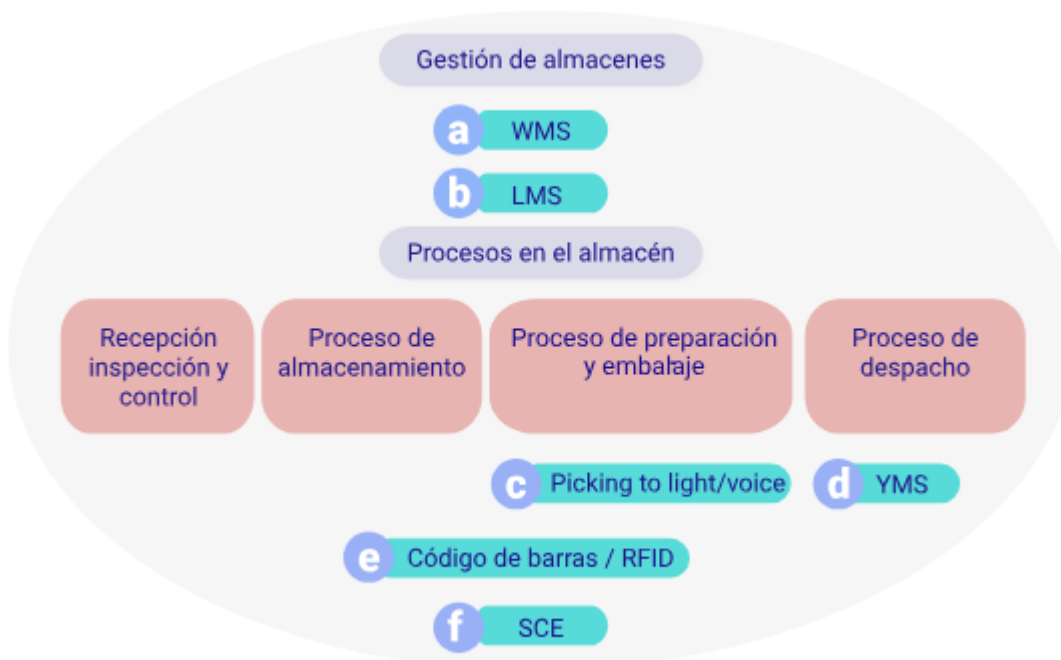 Gestión de almacenes
a WMS
b LMS
Procesos en el almacén
Recepción
inspección y
control
Proceso de
almacenamiento
Proceso de preparación
y embalaje
Proceso de
despacho
c Picking to light/voice
d YMS
e Código de barras / RFID
f SCE